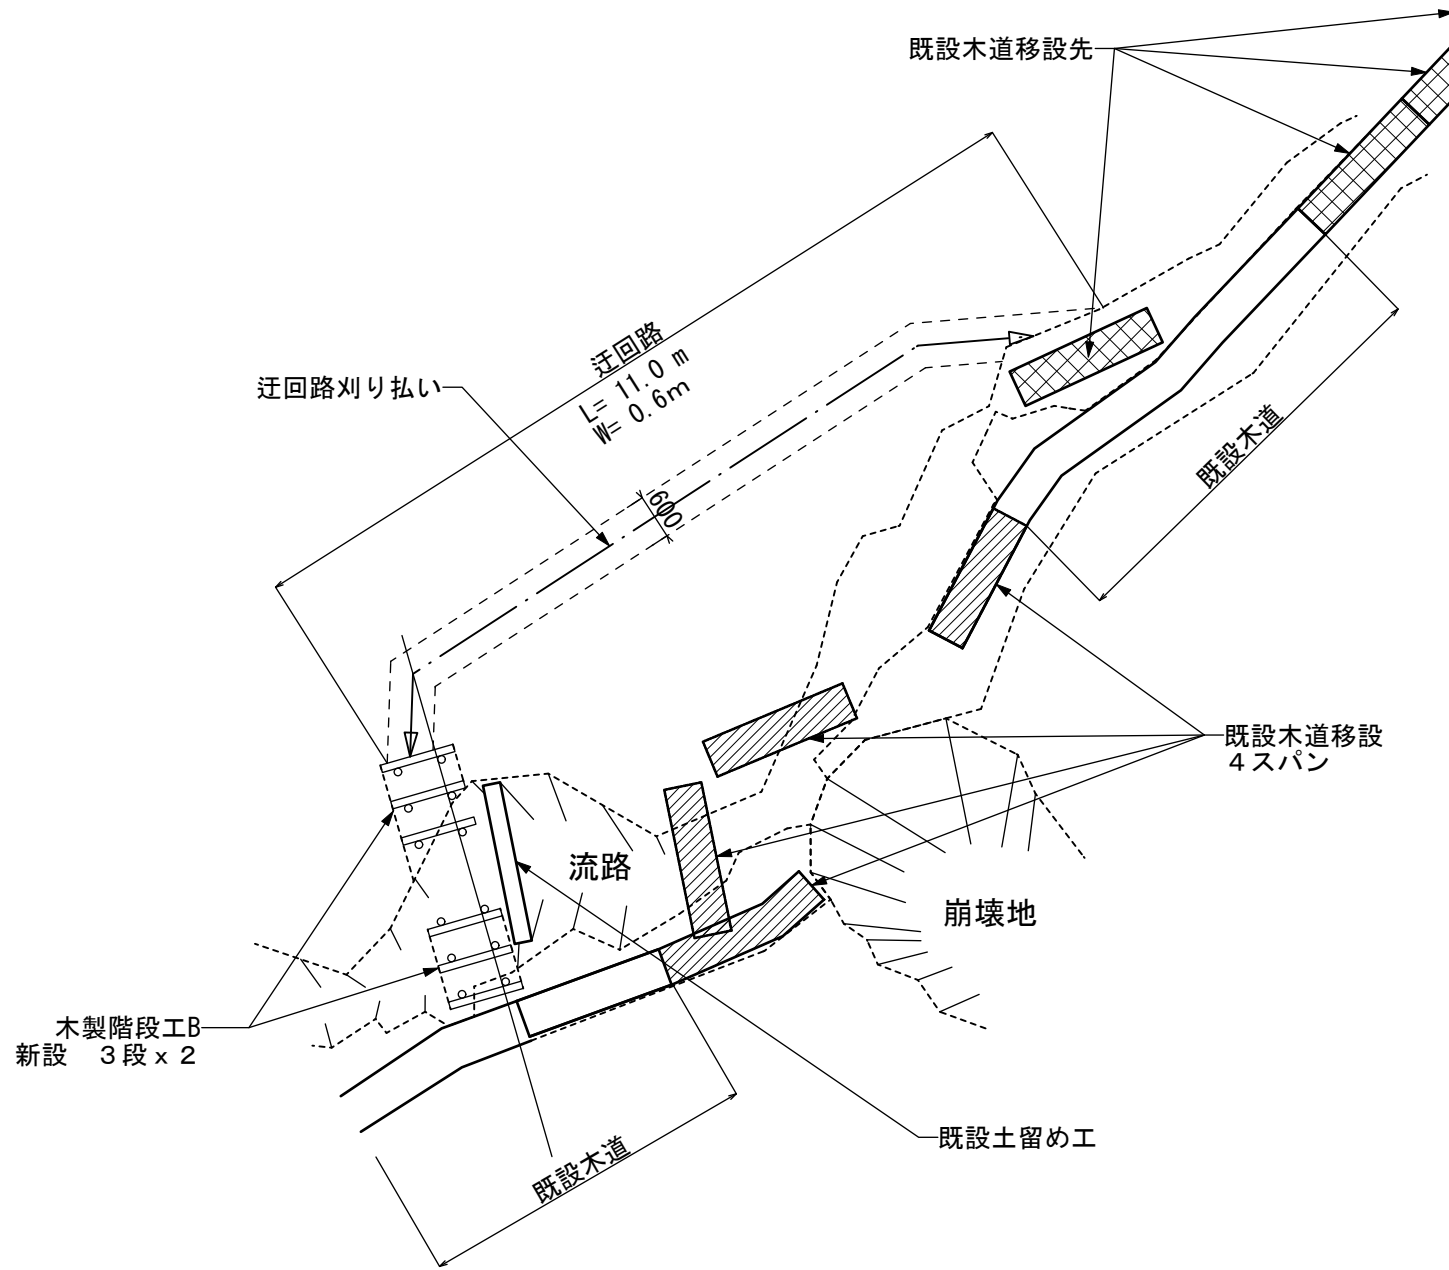 既設木道移設先
迂回路
L= 11.0 m
W= 0.6m
迂回路刈り払い
600
既設木道
既設木道移設
4スパン
流路
崩壊地
木製階段工B
新設　3段 x 2
既設土留め工
既設木道